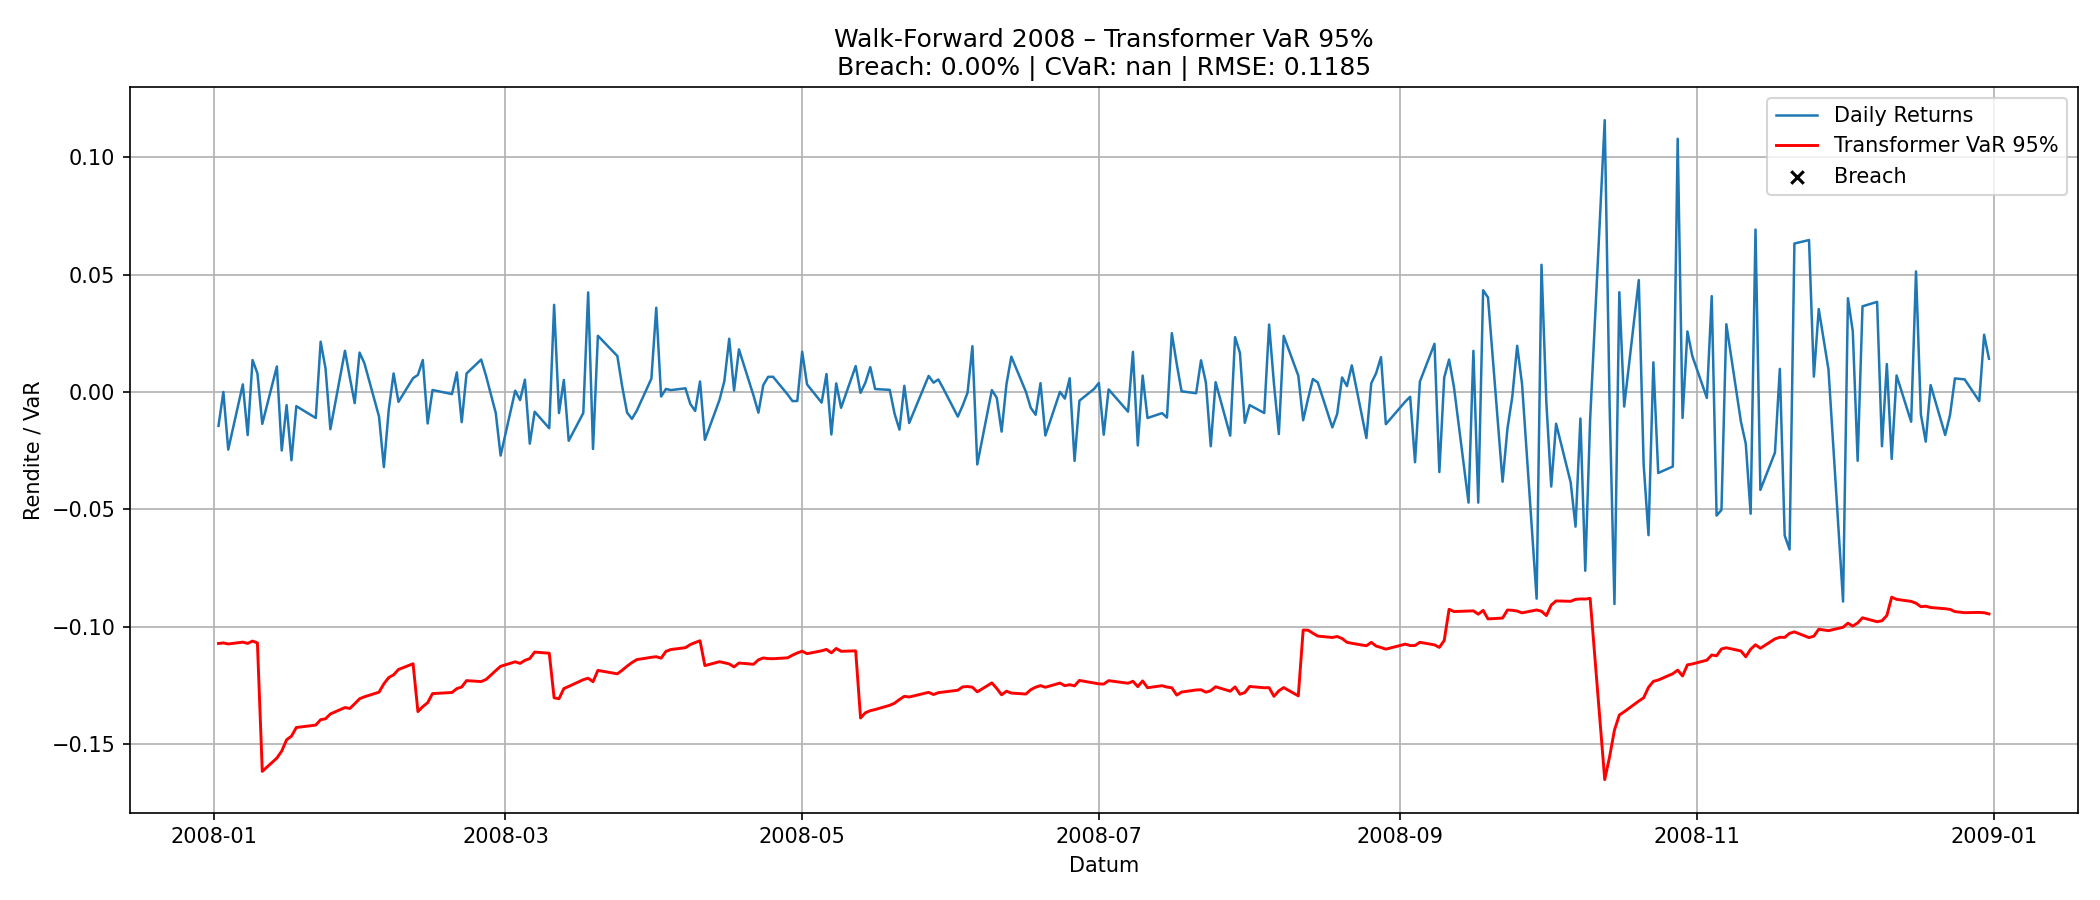 Walk-Forward 2008 – Transformer VaR 95%
Breach: 0.00% | CVaR: nan | RMSE: 0.1185
Daily Returns
Transformer VaR 95%
Breach
Rendite / VaR
0.10
0.05
0.00
−0.05
−0.10
−0.15
2008-01
2008-03
2008-05
2008-07
2008-09
2008-11
2009-01
Datum